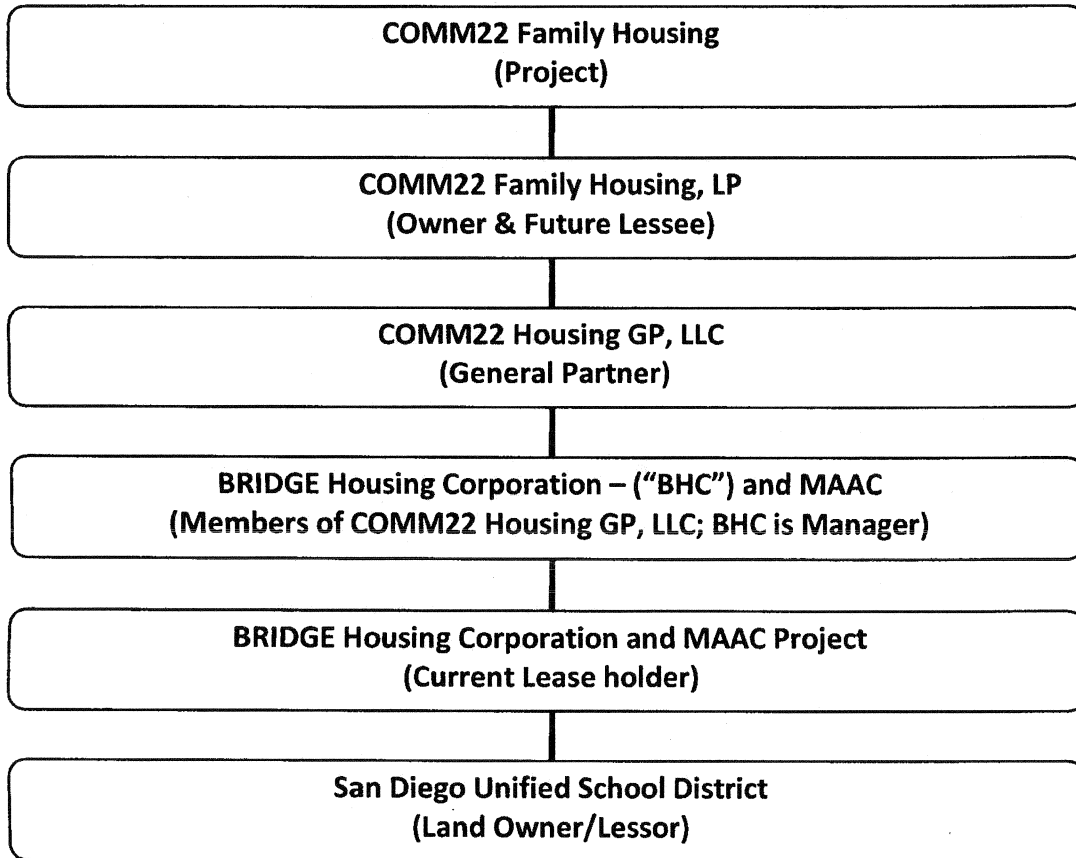 COMM22 Family Housing
(Project)
COMM22 Family Housing, LP
(Owner & Future Lessee)
COMM22 Housing GP, LLC
(General Partner)
BRIDGE Housing Corporation – (“BHC”) and MAAC
(Members of COMM22 Housing GP, LLC; BHC is Manager)
BRIDGE Housing Corporation and MAAC Project
(Current Lease holder)
San Diego Unified School District
(Land Owner/Lessor)